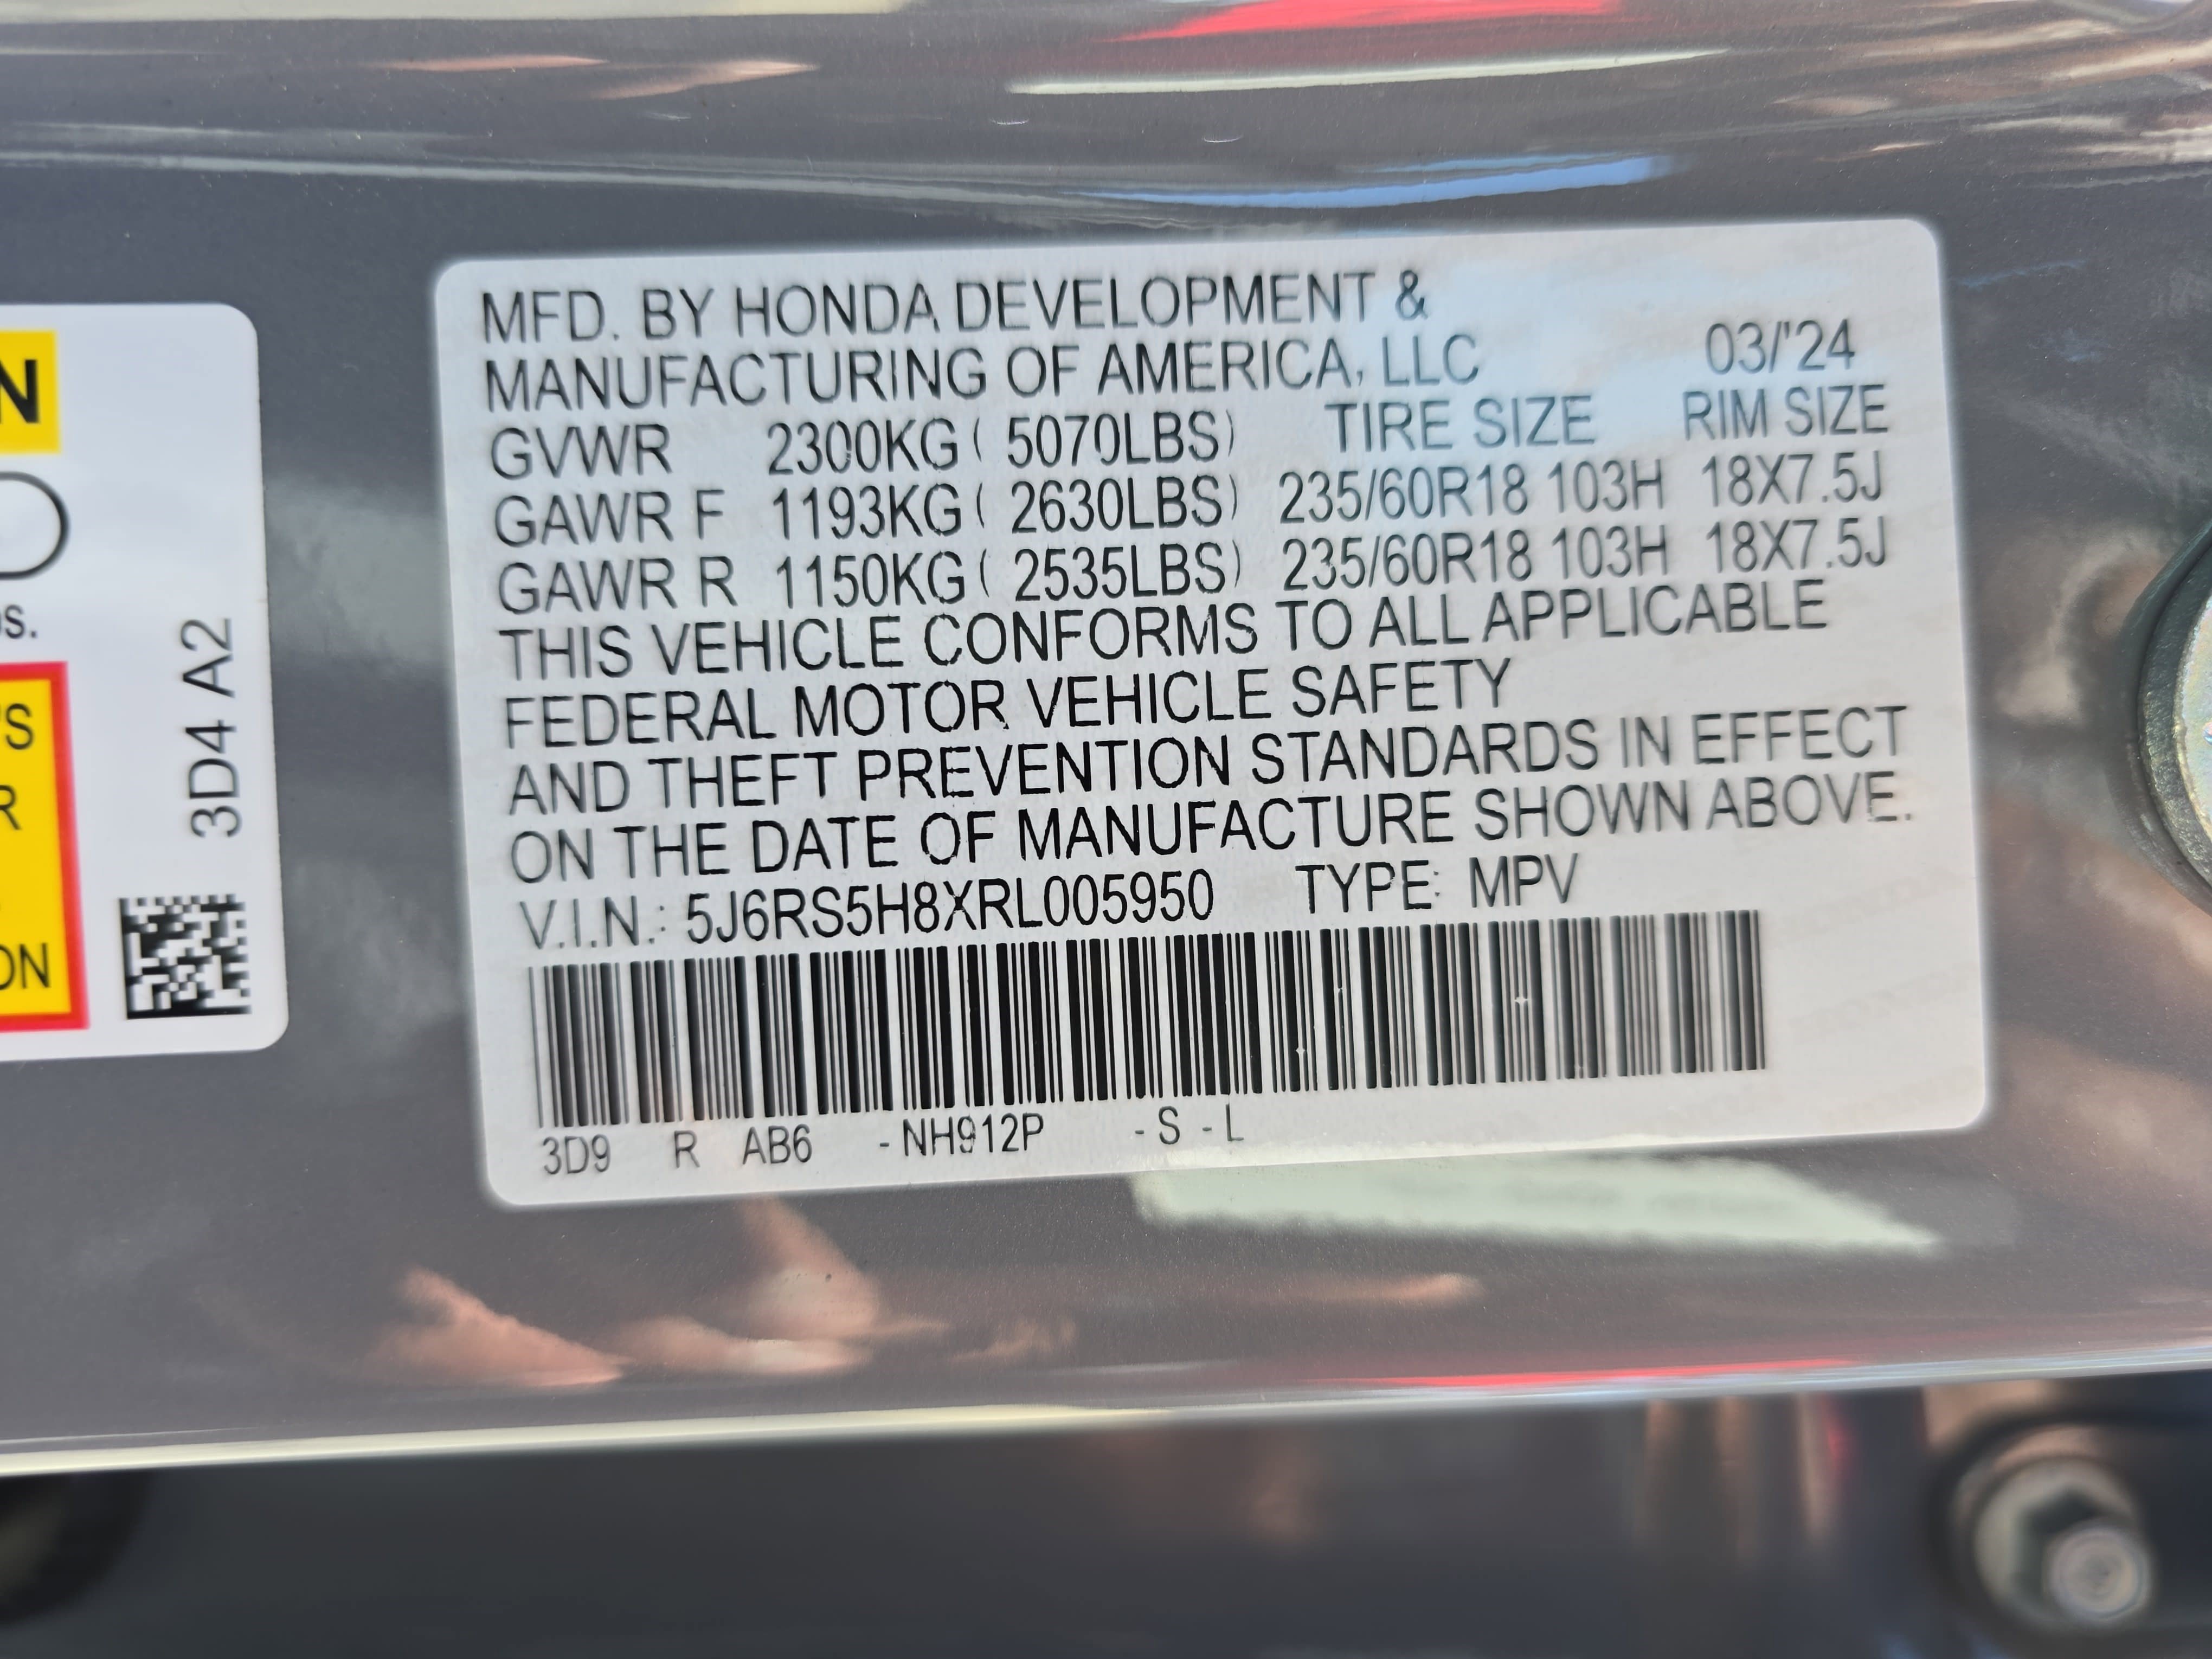 N
S.
'S
R
ON
3D4 A2
MFD. BY HONDA DEVELOPMENT &
MANUFACTURING OF AMERICA, LLC 03/'24
GVWR 2300KG ( 5070LBS) TIRE SIZE RIM SIZE
GAWR F 1193KG ( 2630LBS) 235/60R18 103H 18X7.5J
GAWR R 1150KG ( 2535LBS) 235/60R18 103H 18X7.5J
THIS VEHICLE CONFORMS TO ALL APPLICABLE
FEDERAL MOTOR VEHICLE SAFETY
AND THEFT PREVENTION STANDARDS IN EFFECT
ON THE DATE OF MANUFACTURE SHOWN ABOVE.
V.I.N.: 5J6RS5H8XRL005950 TYPE: MPV
3D9 R AB6 -NH912P -S -L